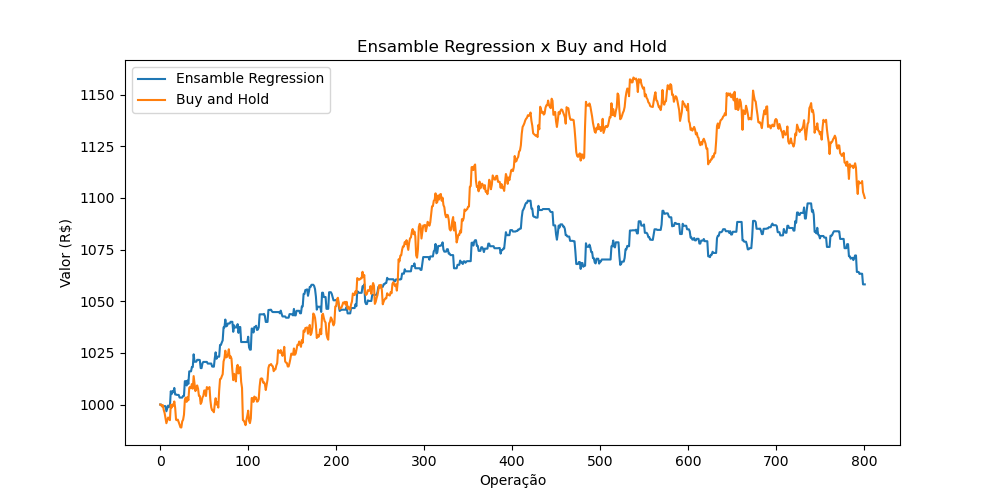 Ensamble Regression x Buy and Hold
Ensamble Regression
Buy and Hold
Valor (R$)
1150
1125
1100
1075
1050
1025
1000
0 100 200 300 400 500 600 700 800
Operação